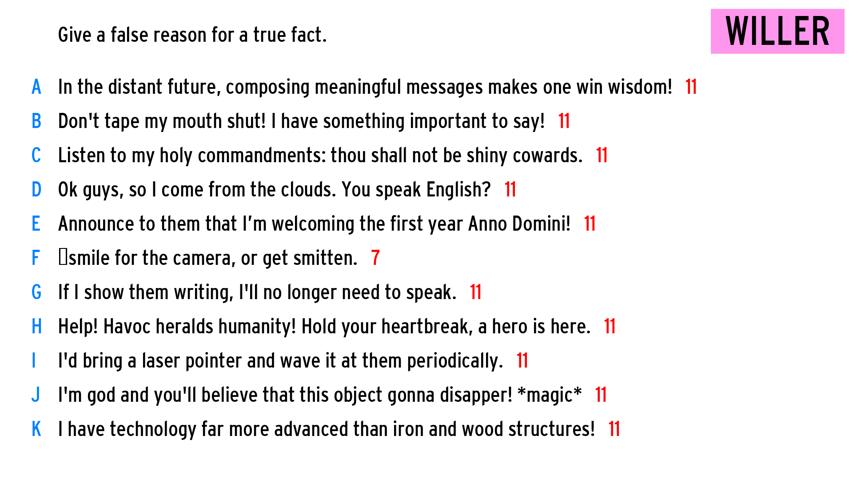 Give a false reason for a true fact.
WILLER
A In the distant future, composing meaningful messages makes one win wisdom! 11
B Don't tape my mouth shut! I have something important to say! 11
C Listen to my holy commandments: thou shall not be shiny cowards. 11
D Ok guys, so I come from the clouds. You speak English? 11
E Announce to them that I’m welcoming the first year Anno Domini! 11
F smile for the camera, or get smitten. 7
G If I show them writing, I'll no longer need to speak. 11
H Help! Havoc heralds humanity! Hold your heartbreak, a hero is here. 11
I I'd bring a laser pointer and wave it at them periodically. 11
J I'm god and you'll believe that this object gonna disapper! *magic* 11
K I have technology far more advanced than iron and wood structures! 11